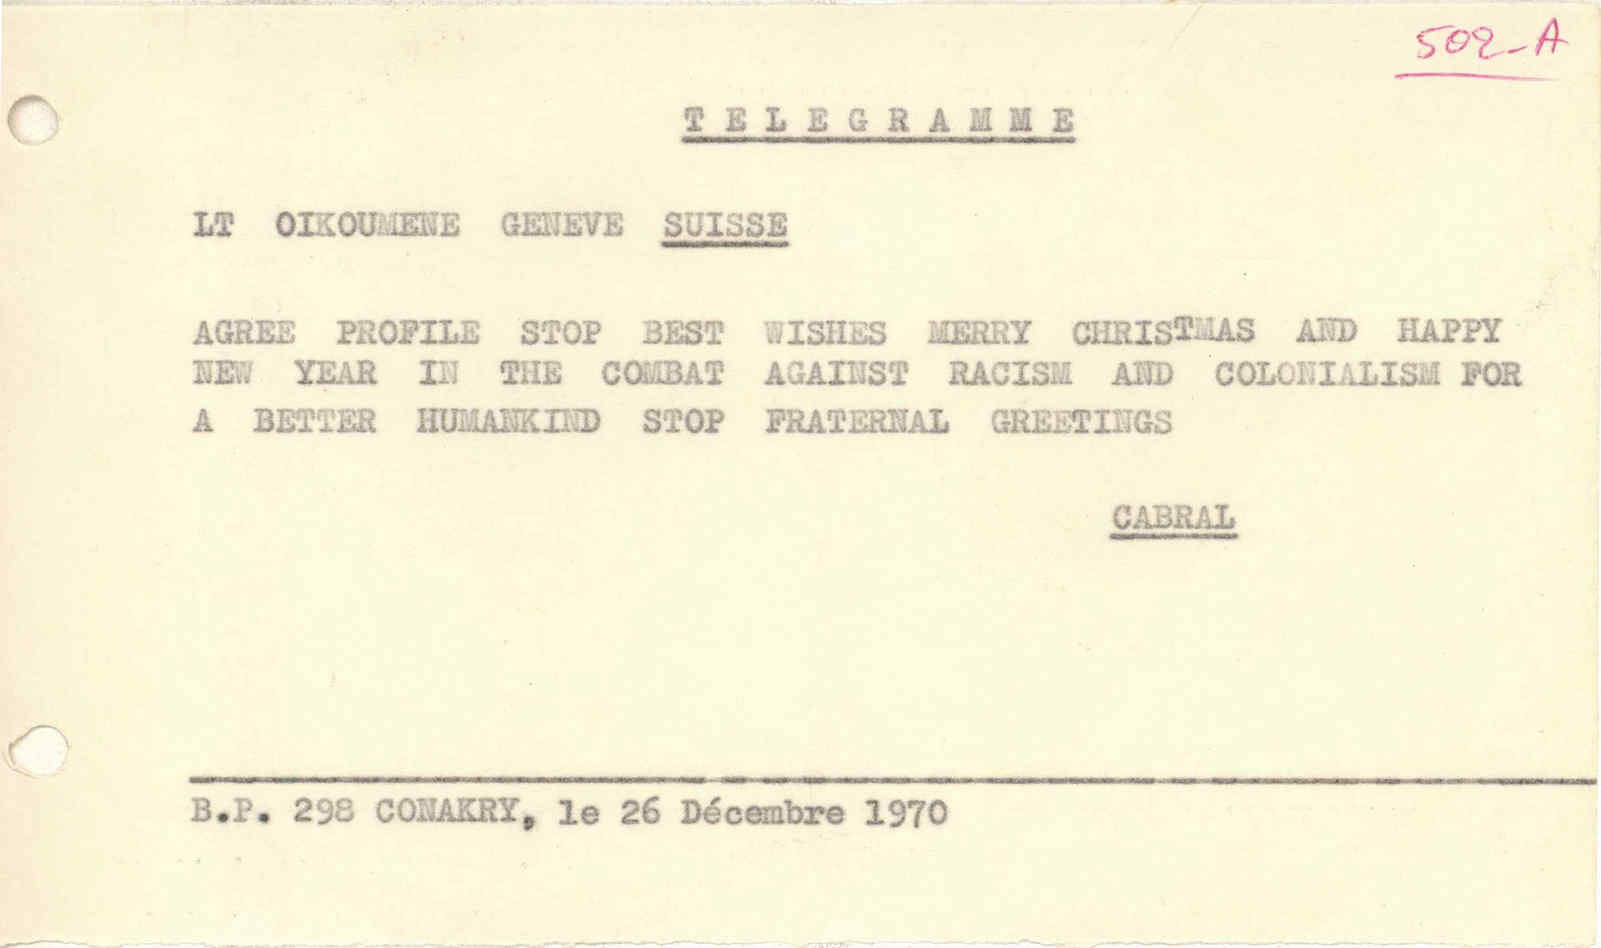 502-A
TELEGRAMME
LT OIKOUMENE GENEVE SUISSE
AGREE PROFILE STOP BEST WISHES MERRY CHRISTMAS AND HAPPY
NEW YEAR IN THE COMBAT AGAINST RACISM AND COLONIALISM FOR
A BETTER HUMANKIND STOP FRATERNAL GREETINGS
CABRAL
B.P. 298 CONAKRY, le 26 Décembre 1970